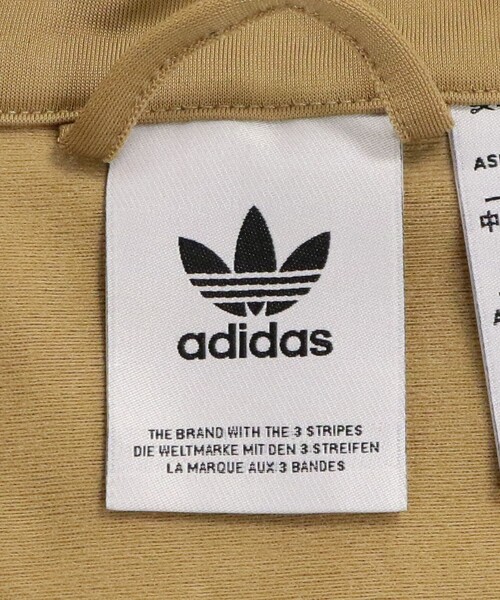 adidas
THE BRAND WITH THE 3 STRIPES
DIE WELTMARKE MIT DEN 3 STREIFEN
LA MARQUE AUX 3 BANDES